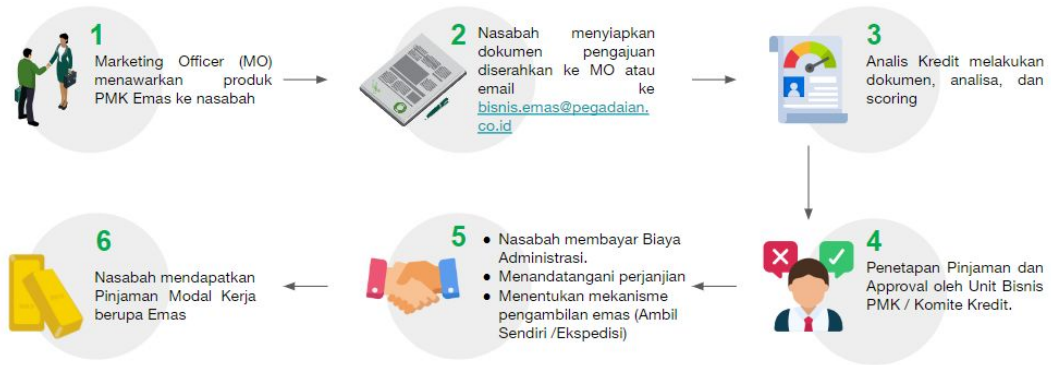 1
Marketing Officer (MO)
menawarkan produk
PMK Emas ke nasabah
2
Nasabah menyiapkan
dokumen pengajuan
diserahkan ke MO atau
email ke
bisnis.emas@pegadaian.
co.id
3
Analis Kredit melakukan
dokumen, analisa, dan
scoring
4
Penetapan Pinjaman dan
Approval oleh Unit Bisnis
PMK / Komite Kredit.
5
● Nasabah membayar Biaya
Administrasi.
● Menandatangani perjanjian
● Menentukan mekanisme
pengambilan emas (Ambil
Sendiri /Ekspedisi)
6
Nasabah mendapatkan
Pinjaman Modal Kerja
berupa Emas